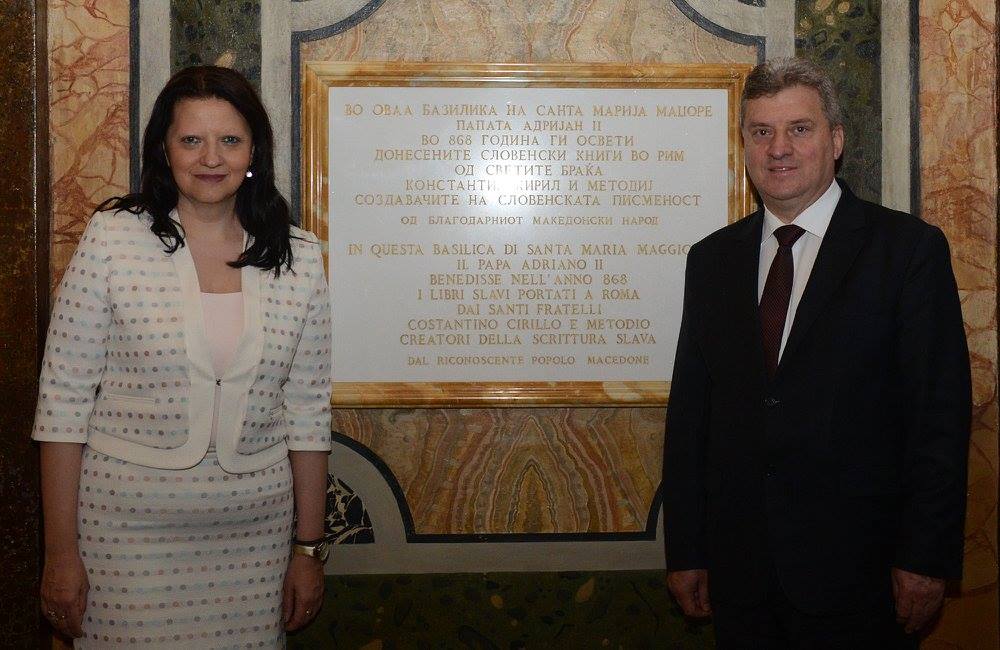 ВО ОВАА БАЗИЛИКА НА САНТА МАРИЈА МАЏОРЕ
ПАПАТА АДРИЈАН II
ВО 868 ГОДИНА ГИ ОСВЕТИ
ДОНЕСЕНИТЕ СЛОВЕНСКИ КНИГИ ВО РИМ
ОД СВЕТИТЕ БРАЌА
КОНСТАНТИН КИРИЛ И МЕТОДИЈ
СОЗДАВАЧИТЕ НА СЛОВЕНСКАТА ПИСМЕНОСТ
ОД БЛАГОДАРНИОТ МАКЕДОНСКИ НАРОД
IN QUESTA BASILICA DI SANTA MARIA
IL PAPA ADRIANO II
BENEDISSE NELL'ANNO 868
I LIBRI SLAVI PORTATI A ROMA
DAI SANTI FRATELLI
COSTANTINO CIRILLO E METODIO
CREATORI DELLA SCRITTURA SLAVA
DAL RICONOSCENTE POPOLO MACEDONE